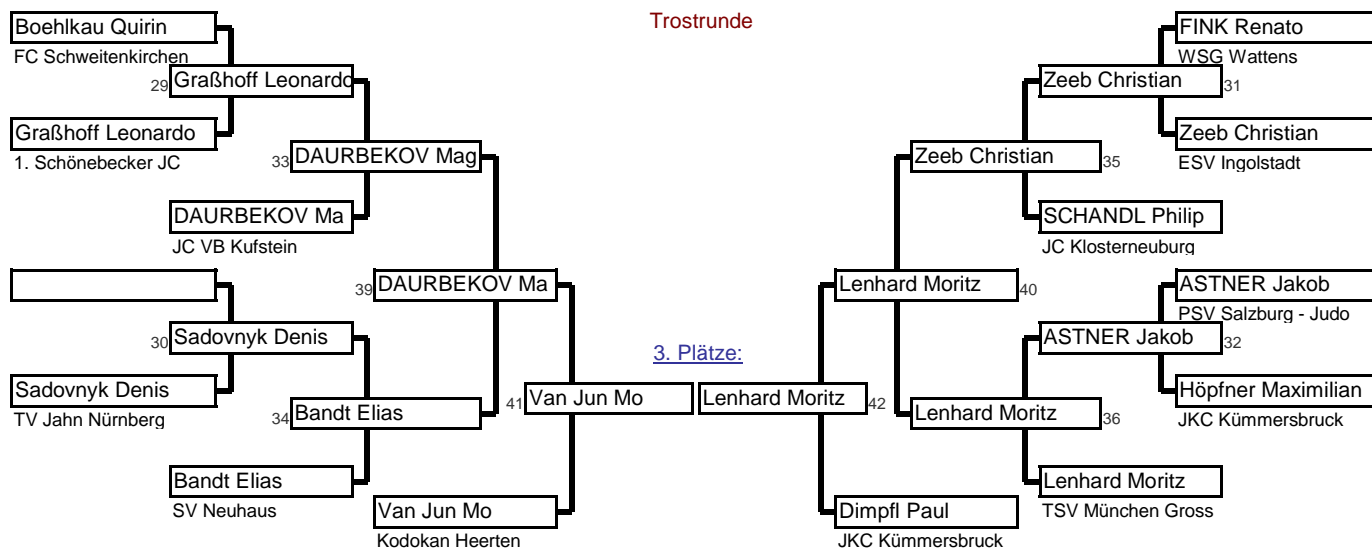 Trostrunde
Boehlkau Quirin
FC Schweitenkirchen
29 Graßhoff Leonardo
Graßhoff Leonardo
1. Schönebecker JC
33 DAURBEKOV Mag
DAURBEKOV Ma
JC VB Kufstein
39 DAURBEKOV Ma
30 Sadovnyk Denis
Sadovnyk Denis
TV Jahn Nürnberg
34 Bandt Elias
Bandt Elias
SV Neuhaus
41 Van Jun Mo
Van Jun Mo
Kodokan Heerten
3. Plätze:
FINK Renato
WSG Wattens
Zeeb Christian 31
Zeeb Christian
ESV Ingolstadt
Zeeb Christian 35
SCHANDL Philip
JC Klosterneuburg
Lenhard Moritz 40
ASTNER Jakob
PSV Salzburg - Judo
ASTNER Jakob 32
Höpfner Maximilian
JKC Kümmersbruck
Lenhard Moritz 42
Lenhard Moritz 36
Lenhard Moritz
TSV München Gross
Dimpfl Paul
JKC Kümmersbruck